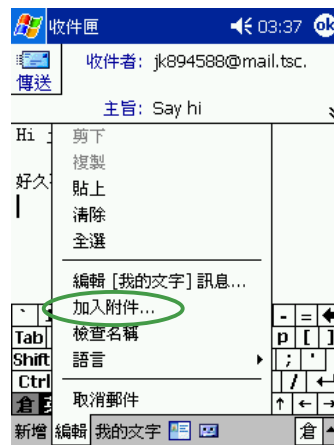 收件匣 03:37 ok
傳送 收件者: jk894588@mail.tsc.
主旨: Say hi
Hi
好久
剪下
複製
貼上
清除
全選
編輯 [我的文字] 訊息...
加入附件...
檢查名稱
語言
取消郵件
` - =
Tab p [ ]
Shift ; '
Ctrl /
倉 ↑ ← →
新增 編輯 我的文字 倉